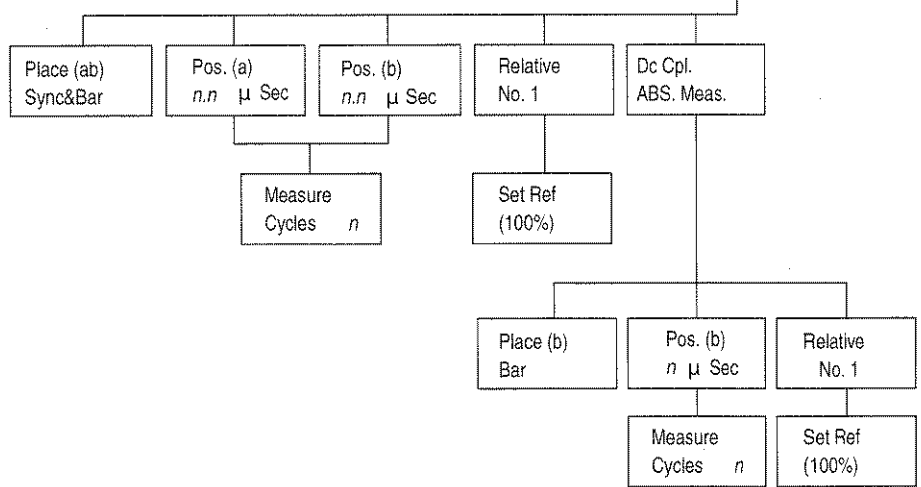 Place (ab)
Sync&Bar
Pos. (a)
n.n μ Sec
Pos. (b)
n.n μ Sec
Relative
No. 1
Dc Cpl.
ABS. Meas.
Measure
Cycles n
Set Ref
(100%)
Place (b)
Bar
Pos. (b)
n μ Sec
Relative
No. 1
Measure
Cycles n
Set Ref
(100%)